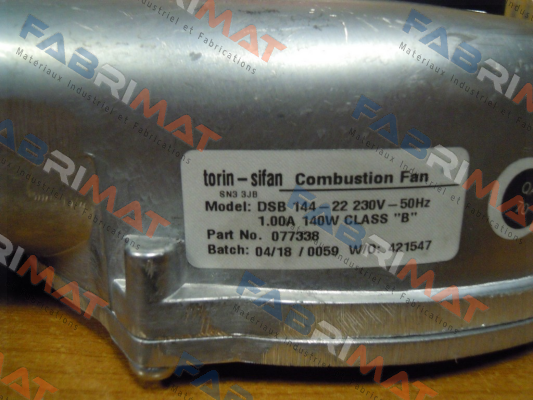 torin-sifan Combustion Fan
SN3 3JB
Model: DSB 144-22 230V-50Hz
1.00A 140W CLASS "B"
Part No. 077338
Batch: 04/18 / 0059 W/O: 421547
FABRIMAT
Materiaux Industriel et Fabrications